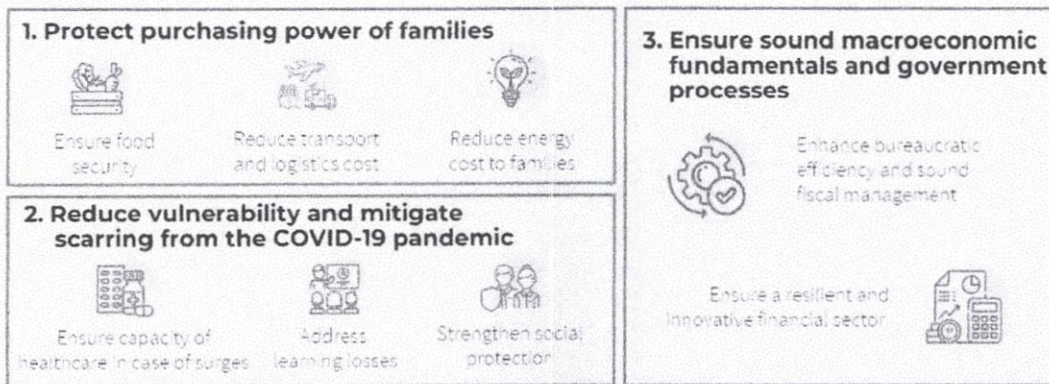 1. Protect purchasing power of families
Ensure food
security
Reduce transport
and logistics cost
Reduce energy
cost to families
2. Reduce vulnerability and mitigate
scarring from the COVID-19 pandemic
Ensure capacity of
healthcare in case of surges
Address
learning losses
Strengthen social
protection
3. Ensure sound macroeconomic
fundamentals and government
processes
Enhance bureaucratic
efficiency and sound
fiscal management
Ensure a resilient and
innovative financial sector